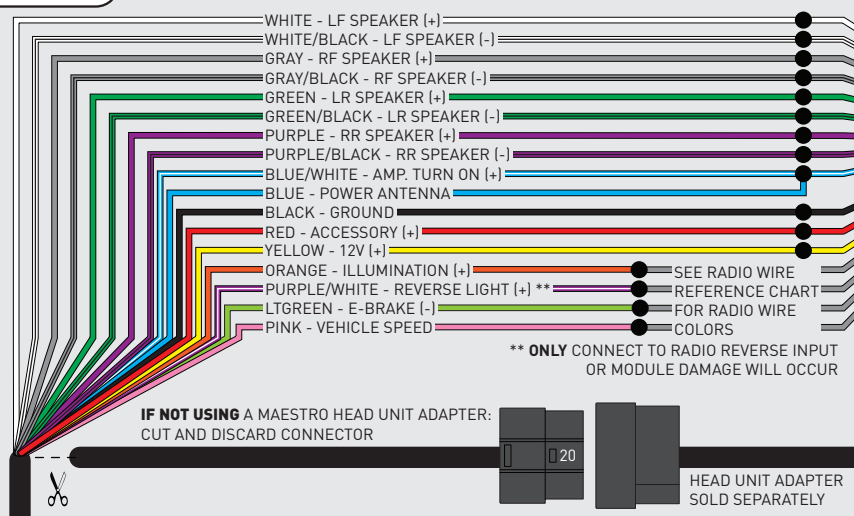 WHITE - LF SPEAKER (+)
WHITE/BLACK - LF SPEAKER (-)
GRAY - RF SPEAKER (+)
GRAY/BLACK - RF SPEAKER (-)
GREEN - LR SPEAKER (+)
GREEN/BLACK - LR SPEAKER (-)
PURPLE - RR SPEAKER (+)
PURPLE/BLACK - RR SPEAKER (-)
BLUE/WHITE - AMP. TURN ON (+)
BLUE - POWER ANTENNA
BLACK - GROUND
RED - ACCESSORY (+)
YELLOW - 12V (+)
ORANGE - ILLUMINATION (+)
PURPLE/WHITE - REVERSE LIGHT (+) **
LTGREEN - E-BRAKE (-)
PINK - VEHICLE SPEED
SEE RADIO WIRE
REFERENCE CHART
FOR RADIO WIRE
COLORS
** ONLY CONNECT TO RADIO REVERSE INPUT
OR MODULE DAMAGE WILL OCCUR
IF NOT USING A MAESTRO HEAD UNIT ADAPTER:
CUT AND DISCARD CONNECTOR
20
HEAD UNIT ADAPTER
SOLD SEPARATELY